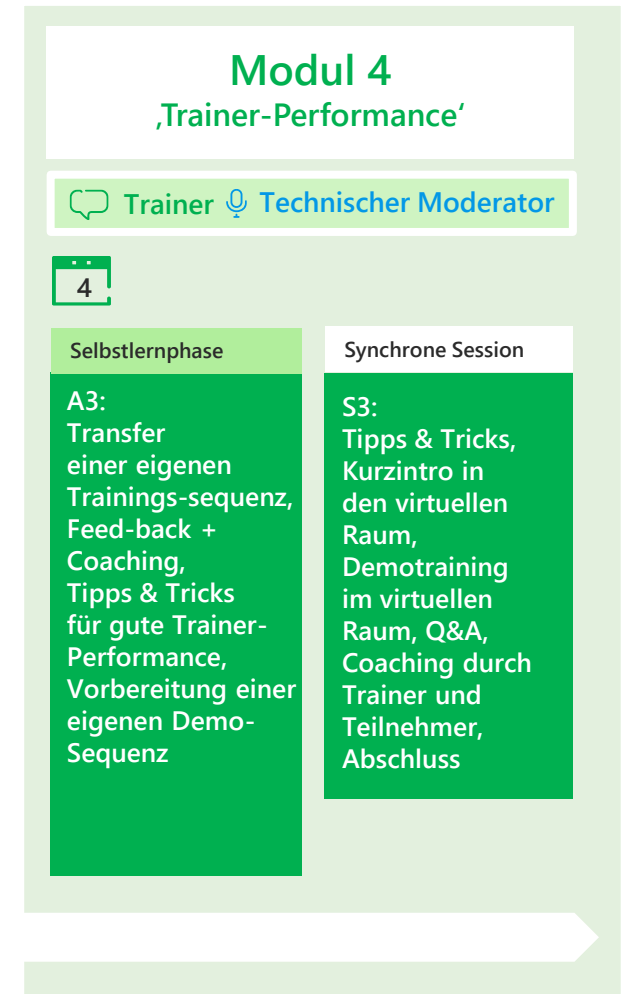 Modul 4
‚Trainer-Performance‘
Trainer Technischer Moderator
4
Selbstlernphase
A3:
Transfer
einer eigenen
Trainings-sequenz,
Feed-back +
Coaching,
Tipps & Tricks
für gute Trainer-
Performance,
Vorbereitung einer
eigenen Demo-
Sequenz
Synchrone Session
S3:
Tipps & Tricks,
Kurzintro in
den virtuellen
Raum,
Demotraining
im virtuellen
Raum, Q&A,
Coaching durch
Trainer und
Teilnehmer,
Abschluss